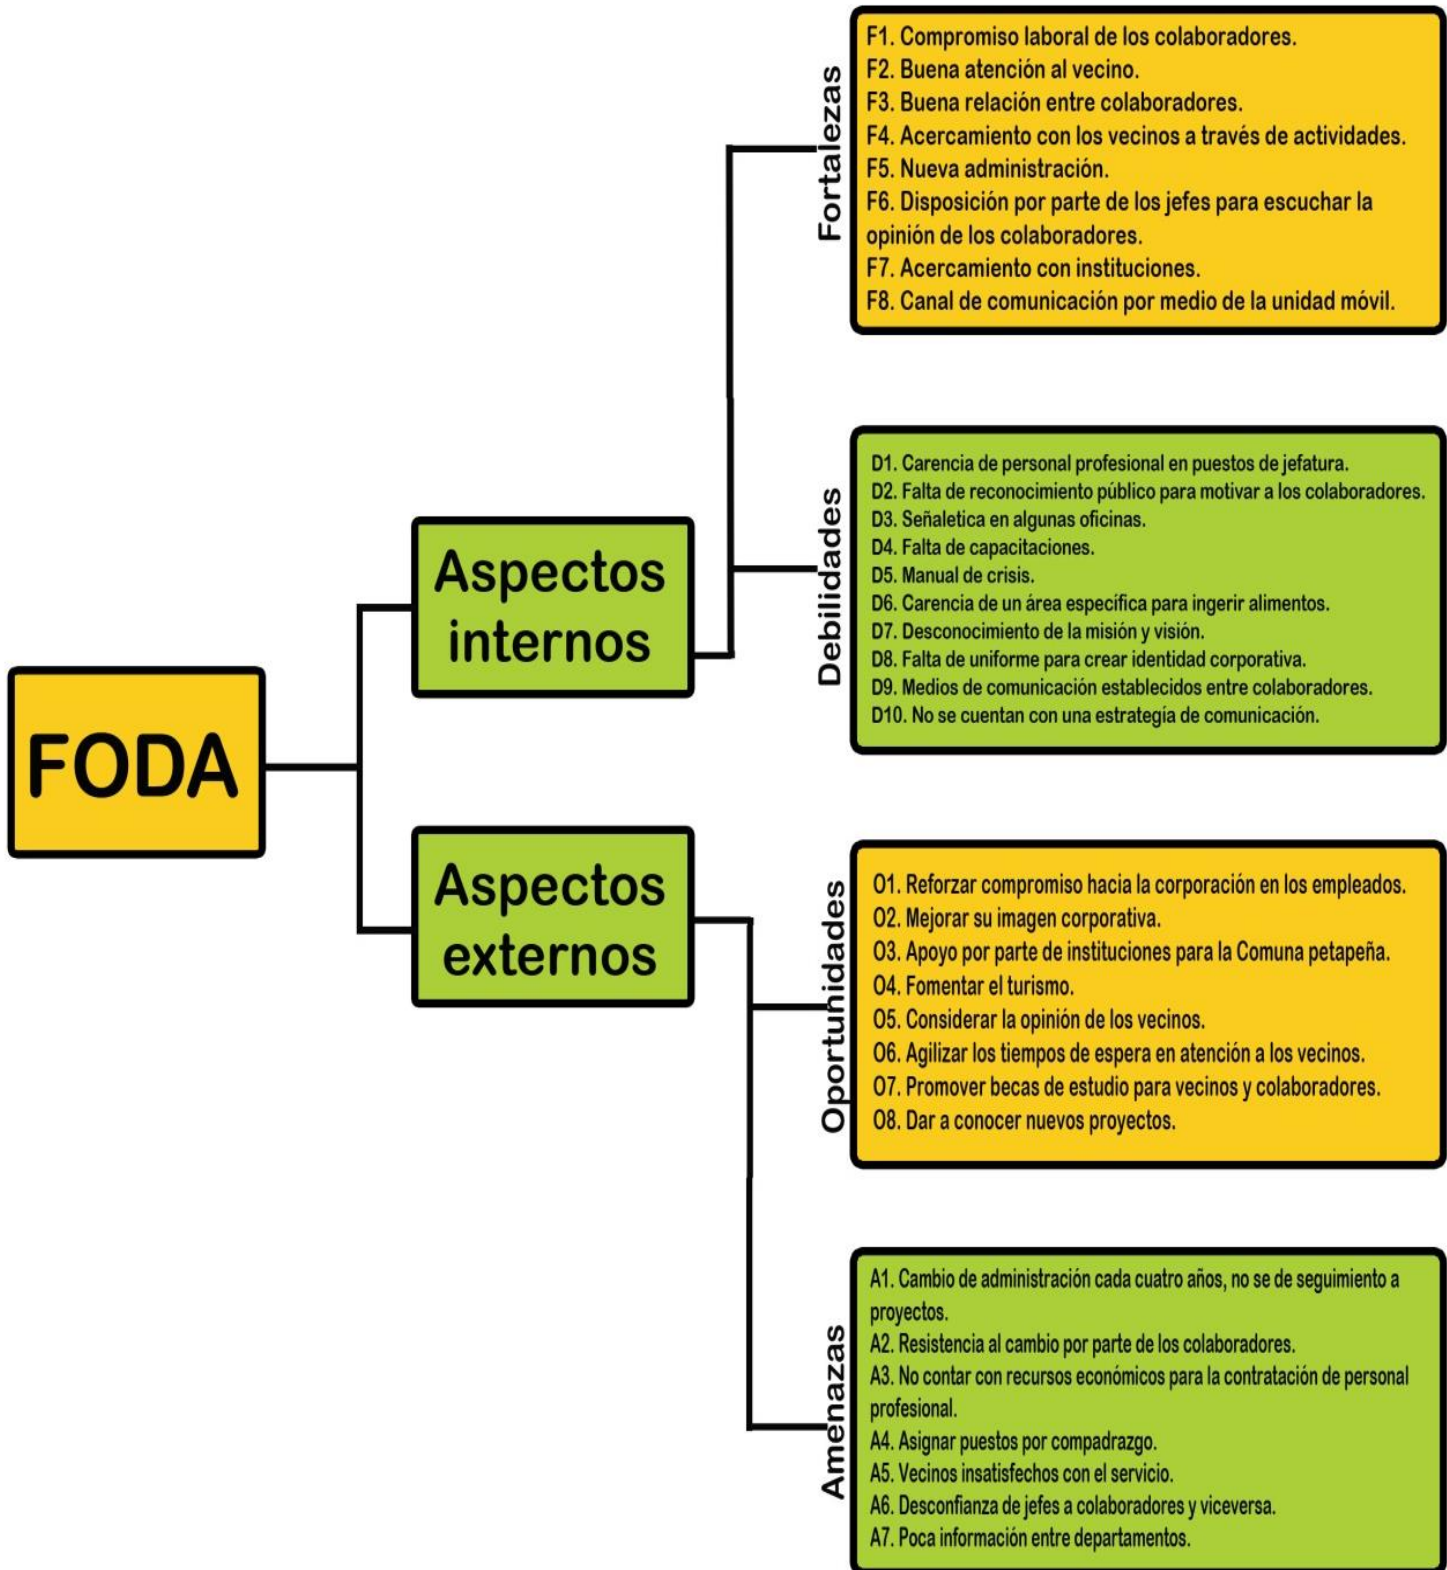 FODA
Aspectos
internos
Aspectos
externos
Fortalezas
F1. Compromiso laboral de los colaboradores.
F2. Buena atención al vecino.
F3. Buena relación entre colaboradores.
F4. Acercamiento con los vecinos a través de actividades.
F5. Nueva administración.
F6. Disposición por parte de los jefes para escuchar la
opinión de los colaboradores.
F7. Acercamiento con instituciones.
F8. Canal de comunicación por medio de la unidad móvil.
Debilidades
D1. Carencia de personal profesional en puestos de jefatura.
D2. Falta de reconocimiento público para motivar a los colaboradores.
D3. Señaletica en algunas oficinas.
D4. Falta de capacitaciones.
D5. Manual de crisis.
D6. Carencia de un área específica para ingerir alimentos.
D7. Desconocimiento de la misión y visión.
D8. Falta de uniforme para crear identidad corporativa.
D9. Medios de comunicación establecidos entre colaboradores.
D10. No se cuentan con una estrategía de comunicación.
Oportunidades
O1. Reforzar compromiso hacia la corporación en los empleados.
O2. Mejorar su imagen corporativa.
O3. Apoyo por parte de instituciones para la Comuna petapeña.
O4. Fomentar el turismo.
O5. Considerar la opinión de los vecinos.
O6. Agilizar los tiempos de espera en atención a los vecinos.
O7. Promover becas de estudio para vecinos y colaboradores.
O8. Dar a conocer nuevos proyectos.
Amenazas
A1. Cambio de administración cada cuatro años, no se de seguimiento a
proyectos.
A2. Resistencia al cambio por parte de los colaboradores.
A3. No contar con recursos económicos para la contratación de personal
profesional.
A4. Asignar puestos por compadrazgo.
A5. Vecinos insatisfechos con el servicio.
A6. Desconfianza de jefes a colaboradores y viceversa.
A7. Poca información entre departamentos.